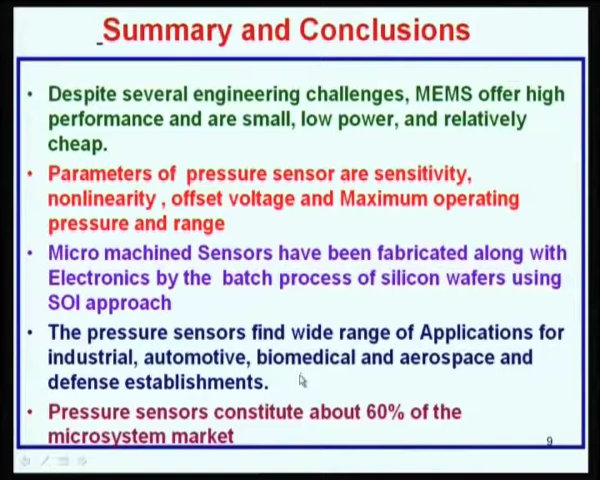 Summary and Conclusions
• Despite several engineering challenges, MEMS offer high
performance and are small, low power, and relatively
cheap.
• Parameters of pressure sensor are sensitivity,
nonlinearity , offset voltage and Maximum operating
pressure and range
• Micro machined Sensors have been fabricated along with
Electronics by the batch process of silicon wafers using
SOI approach
• The pressure sensors find wide range of Applications for
industrial, automotive, biomedical and aerospace and
defense establishments.
• Pressure sensors constitute about 60% of the
microsystem market
9